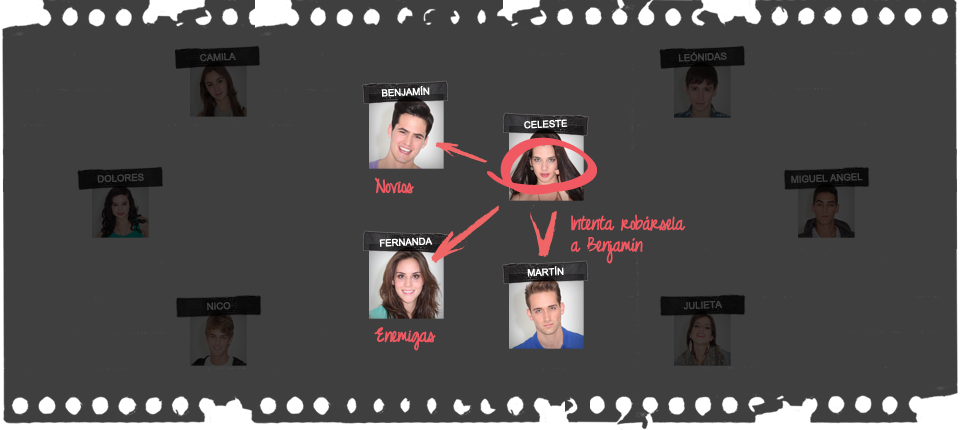 CAMILA
LEÓNIDAS
BENJAMÍN
CELESTE
DOLORES
MIGUEL ANGEL
Novios
Intenta robársela
a Benjamin
FERNANDA
MARTÍN
NICO
JULIETA
Enemigas